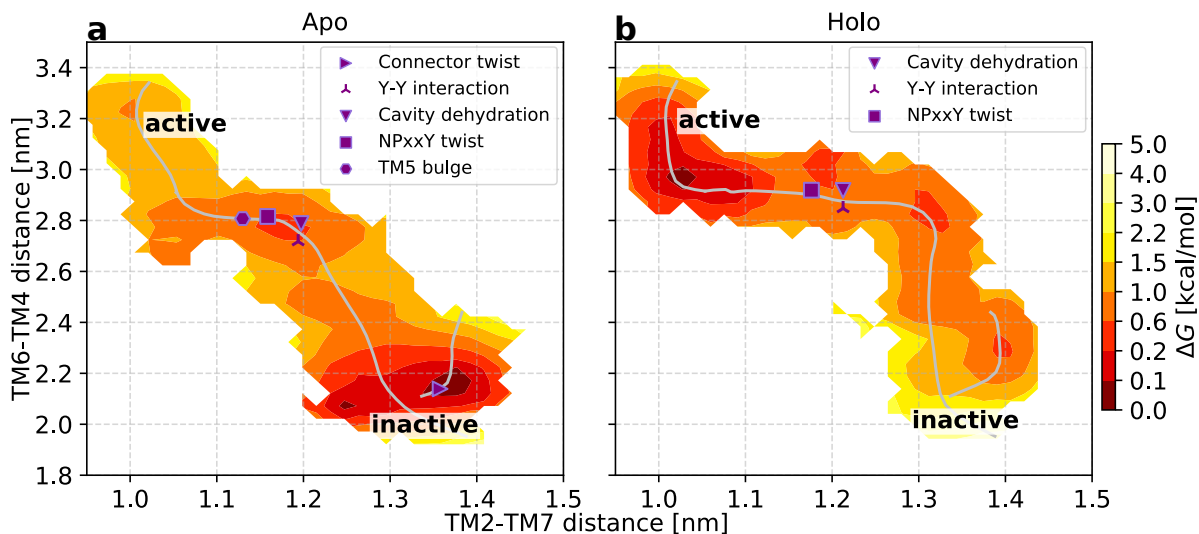 a
Apo
b
Holo
Connector twist
Y-Y interaction
Cavity dehydration
NPxxY twist
TM5 bulge
Cavity dehydration
Y-Y interaction
NPxxY twist
active
inactive
active
inactive
3.4
3.2
3.0
2.8
2.6
2.4
2.2
2.0
1.8
TM6-TM4 distance [nm]
1.0
1.1
1.2
1.3
1.4
1.5
1.0
1.1
1.2
1.3
1.4
1.5
TM2-TM7 distance [nm]
5.0
4.0
3.0
2.0
1.5
1.0
0.6
0.1
0.0
ΔG [kcal/mol]